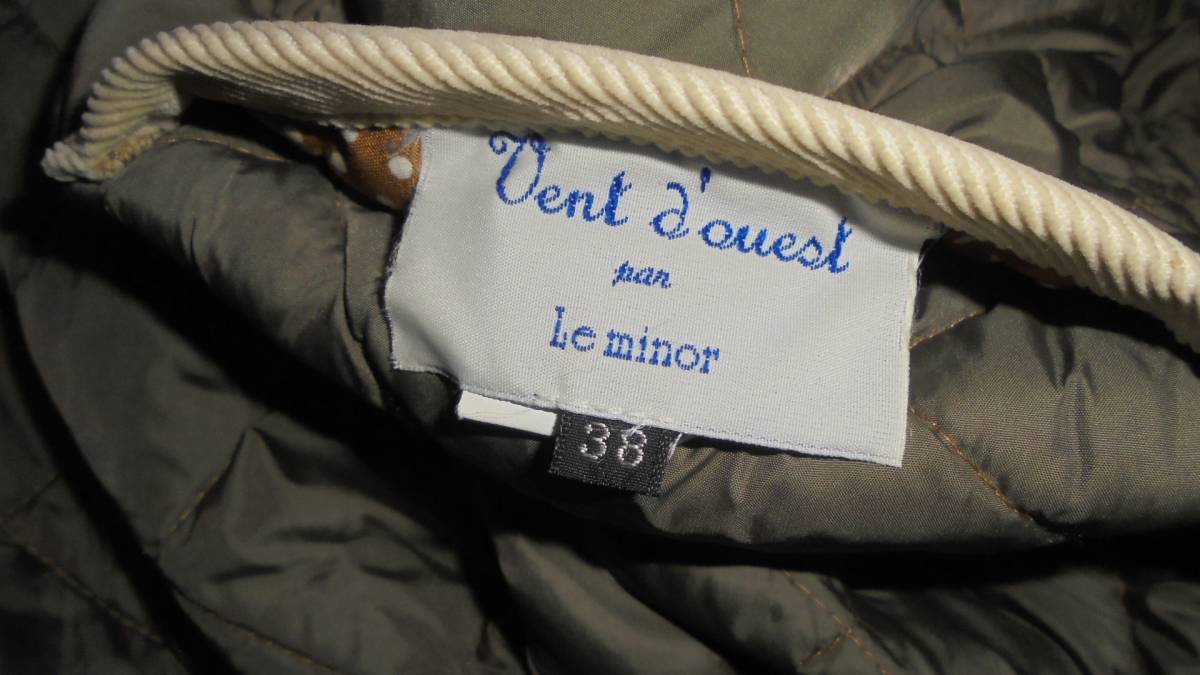 Vent d'ouest
par
Le minor
38